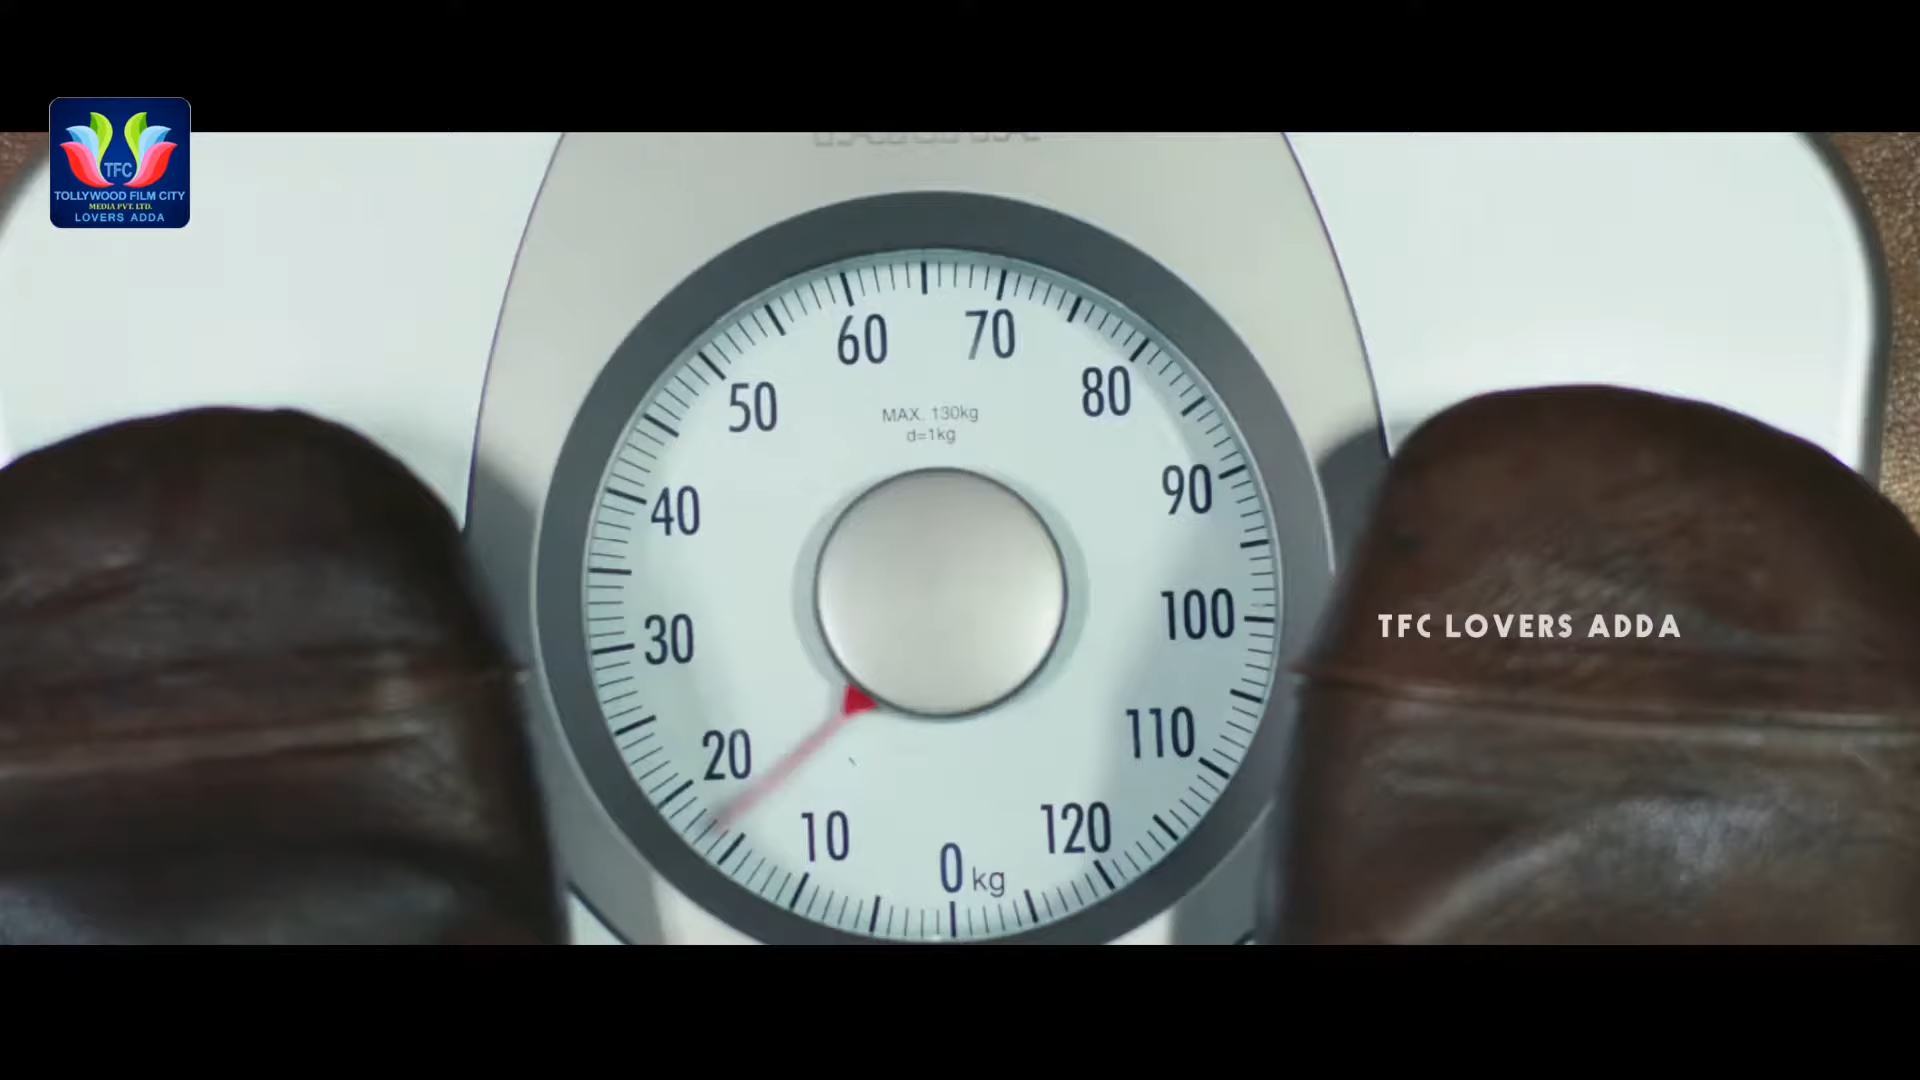 TFC
TOLLYWOOD FILM CITY
MEDIA PVT. LTD.
LOVERS ADDA
60
70
50
80
MAX. 130kg
d=1kg
40
90
30
100
TFC LOVERS ADDA
20
110
10
120
0 kg